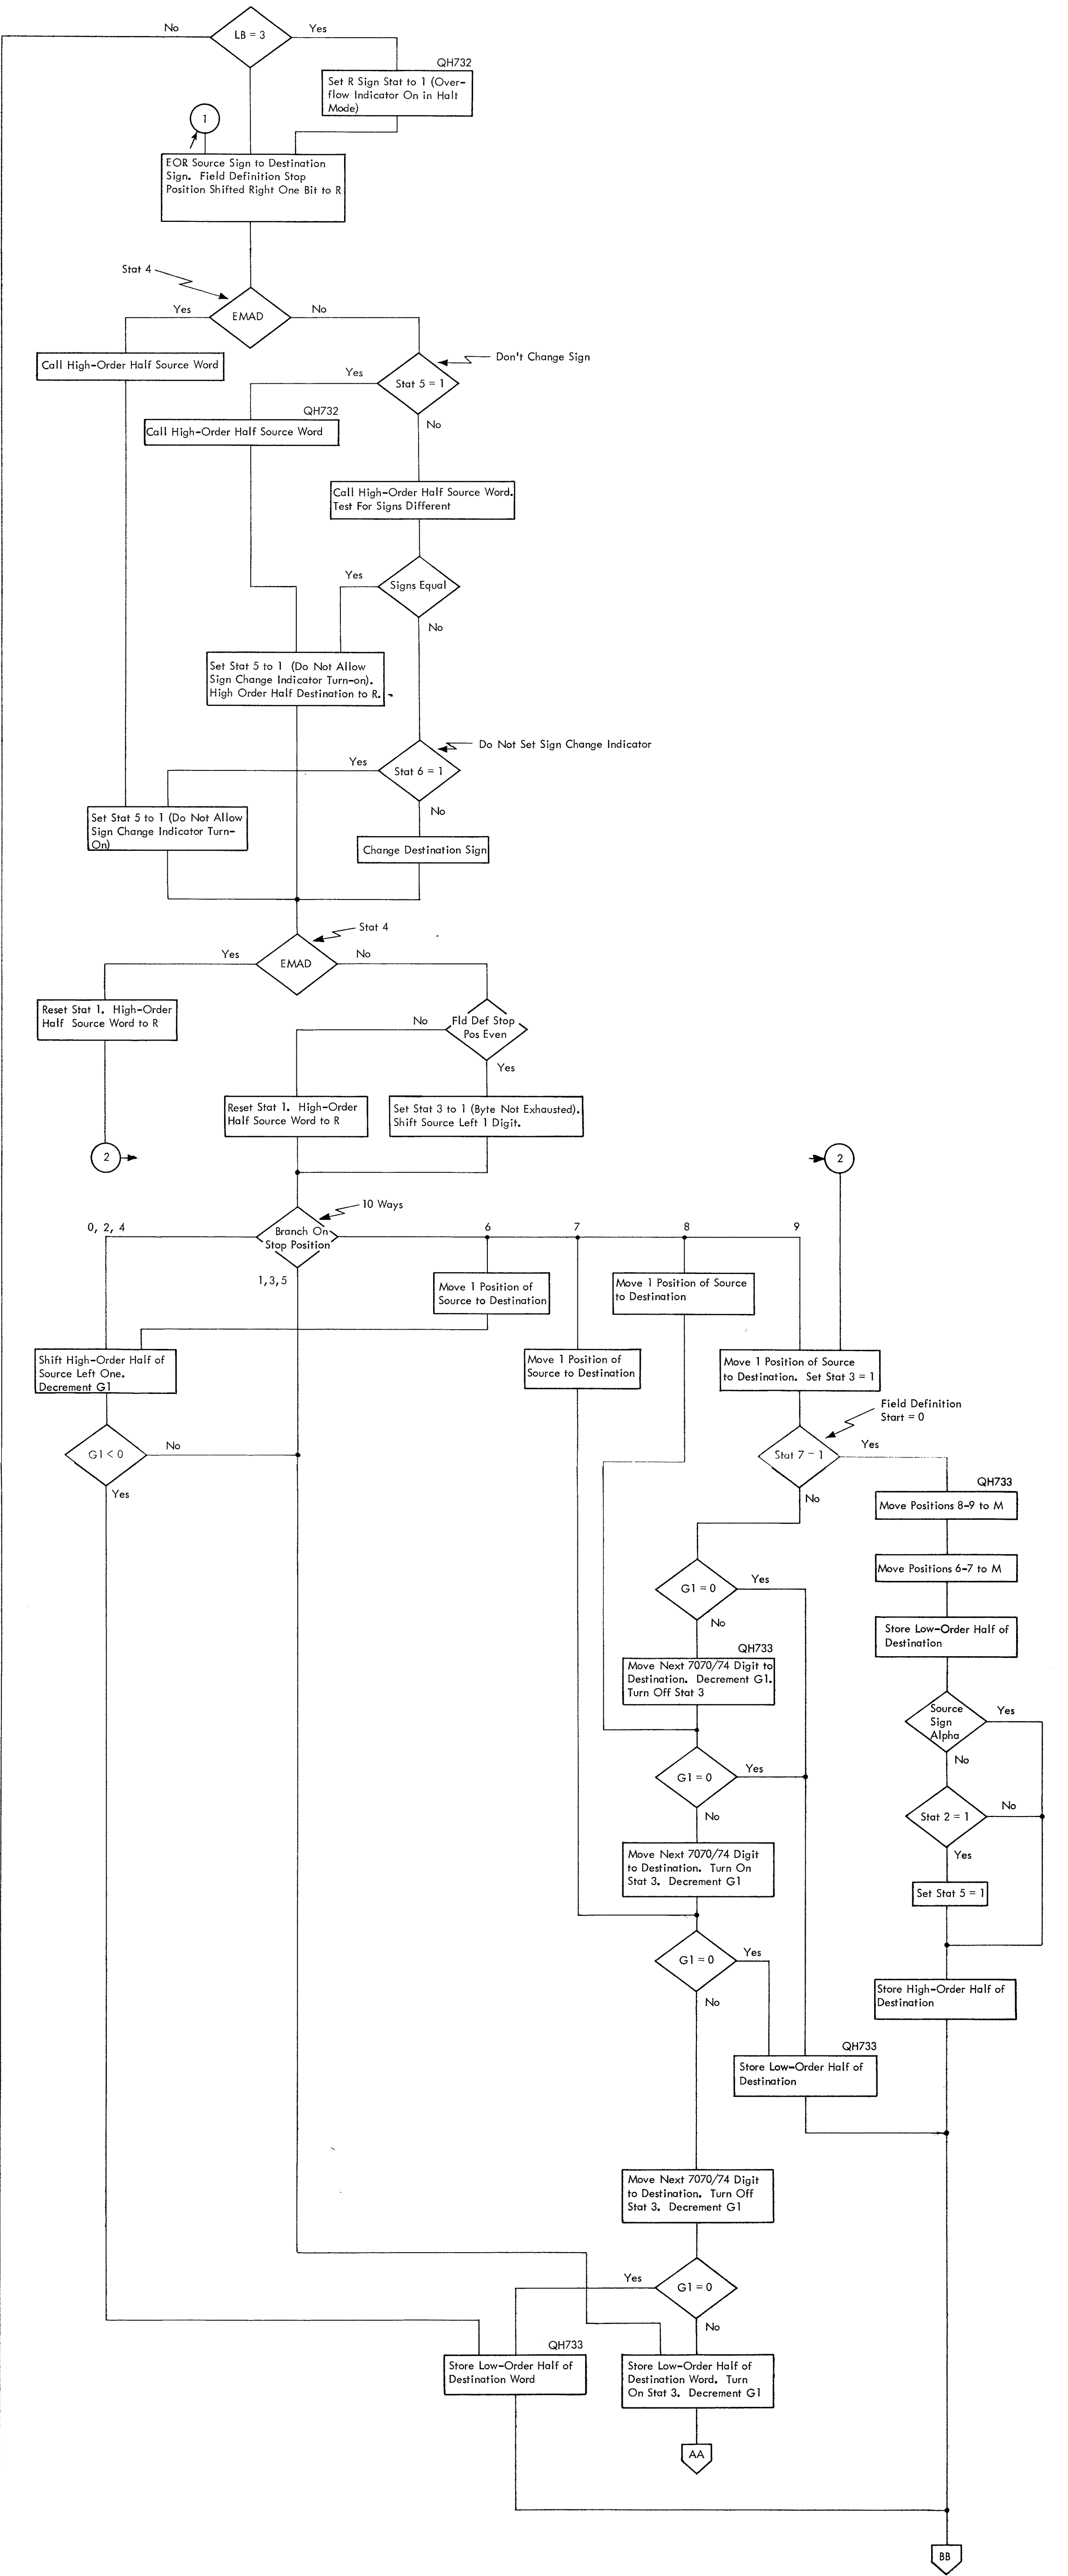 No
LB = 3
Yes
QH732
Set R Sign Stat to 1 (Over-
flow Indicator On in Halt
Mode)
1
EOR Source Sign to Destination
Sign. Field Definition Stop
Position Shifted Right One Bit to R
Stat 4
Yes
EMAD
No
Call High-Order Half Source Word
Don't Change Sign
Yes
Stat 5 = 1
No
QH732
Call High-Order Half Source Word
Call High-Order Half Source Word.
Test For Signs Different
Yes
Signs Equal
No
Set Stat 5 to 1 (Do Not Allow
Sign Change Indicator Turn-on).
High Order Half Destination to R.
Do Not Set Sign Change Indicator
Yes
Stat 6 = 1
No
Set Stat 5 to 1 (Do Not Allow
Sign Change Indicator Turn-
On)
Change Destination Sign
Stat 4
Yes
EMAD
No
Reset Stat 1. High-Order
Half Source Word to R
No
Fld Def Stop
Pos Even
Yes
Reset Stat 1. High-Order
Half Source Word to R
Set Stat 3 to 1 (Byte Not Exhausted).
Shift Source Left 1 Digit.
2
2
10 Ways
0, 2, 4
Branch On
Stop Position
6
7
8
9
1,3,5
Move 1 Position of
Source to Destination
Move 1 Position of Source
to Destination
Shift High-Order Half of
Source Left One.
Decrement G1
Move 1 Position of
Source to Destination
Move 1 Position of Source
to Destination. Set Stat 3 = 1
Field Definition
Start = 0
G1 < 0
No
Yes
Stat 7 = 1
Yes
No
QH733
Move Positions 8-9 to M
Move Positions 6-7 to M
G1 = 0
Yes
No
Store Low-Order Half of
Destination
QH733
Move Next 7070/74 Digit to
Destination. Decrement G1.
Turn Off Stat 3
Source
Sign
Alpha
Yes
No
G1 = 0
Yes
No
Stat 2 = 1
No
Yes
Move Next 7070/74 Digit
to Destination. Turn On
Stat 3. Decrement G1
Set Stat 5 = 1
G1 = 0
Yes
No
Store High-Order Half of
Destination
QH733
Store Low-Order Half of
Destination
Move Next 7070/74 Digit
to Destination. Turn Off
Stat 3. Decrement G1
Yes
G1 = 0
No
QH733
Store Low-Order Half of
Destination Word
Store Low-Order Half of
Destination Word. Turn
On Stat 3. Decrement G1
AA
BB